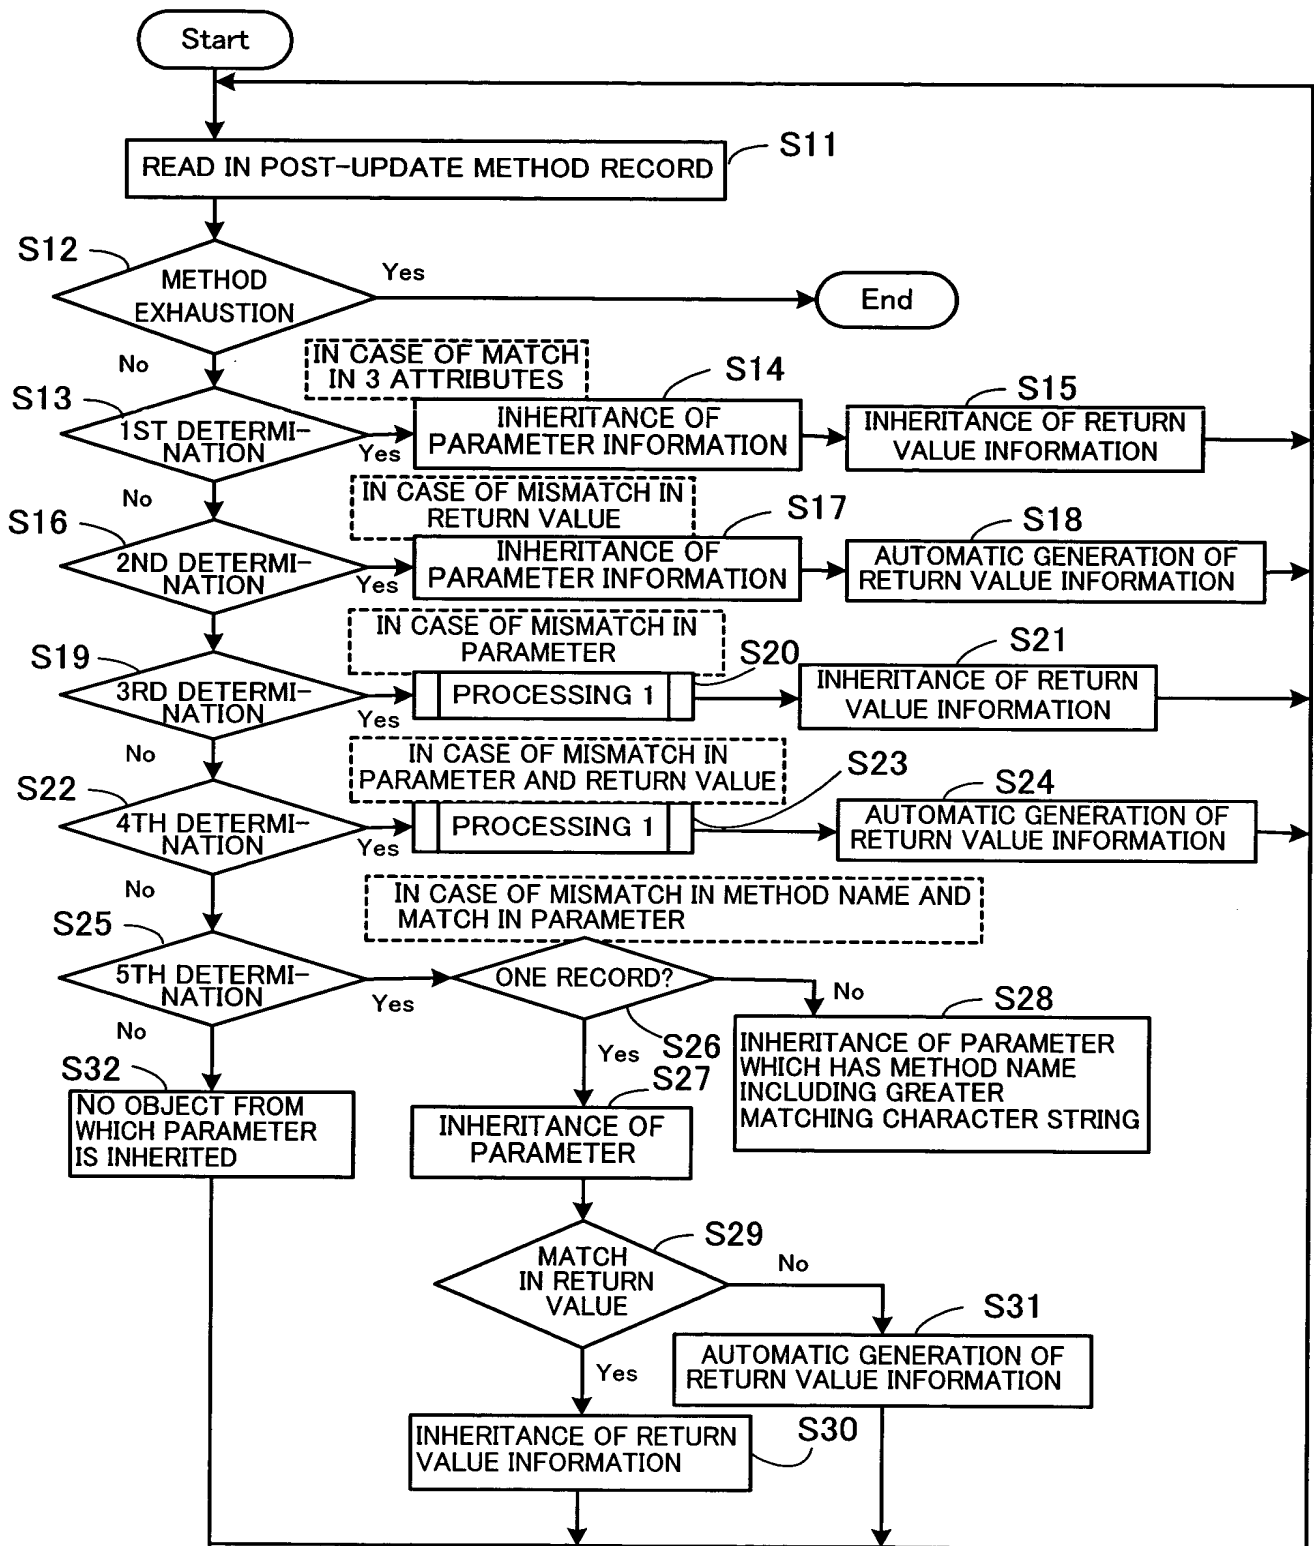 Start
S11
READ IN POST-UPDATE METHOD RECORD
S12
METHOD
EXHAUSTION
Yes
End
No
IN CASE OF MATCH
IN 3 ATTRIBUTES
S13
1ST DETERMI-
NATION
Yes
S14
INHERITANCE OF
PARAMETER INFORMATION
S15
INHERITANCE OF RETURN
VALUE INFORMATION
No
IN CASE OF MISMATCH IN
RETURN VALUE
S16
2ND DETERMI-
NATION
Yes
S17
INHERITANCE OF
PARAMETER INFORMATION
S18
AUTOMATIC GENERATION OF
RETURN VALUE INFORMATION
No
IN CASE OF MISMATCH IN
PARAMETER
S19
3RD DETERMI-
NATION
Yes
S20
PROCESSING 1
S21
INHERITANCE OF RETURN
VALUE INFORMATION
No
IN CASE OF MISMATCH IN
PARAMETER AND RETURN VALUE
S22
4TH DETERMI-
NATION
Yes
S23
PROCESSING 1
S24
AUTOMATIC GENERATION OF
RETURN VALUE INFORMATION
No
IN CASE OF MISMATCH IN METHOD NAME AND
MATCH IN PARAMETER
S25
5TH DETERMI-
NATION
Yes
ONE RECORD?
S26
No
S28
INHERITANCE OF PARAMETER
WHICH HAS METHOD NAME
INCLUDING GREATER
MATCHING CHARACTER STRING
No
Yes
S32
NO OBJECT FROM
WHICH PARAMETER
IS INHERITED
S27
INHERITANCE OF
PARAMETER
S29
MATCH
IN RETURN
VALUE
No
S31
AUTOMATIC GENERATION OF
RETURN VALUE INFORMATION
Yes
S30
INHERITANCE OF RETURN
VALUE INFORMATION